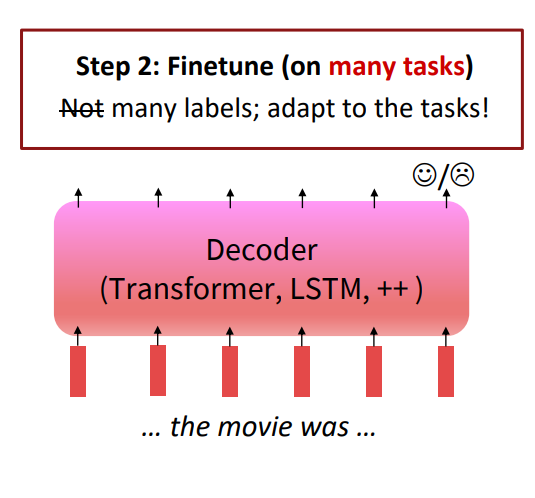 Step 2: Finetune (on many tasks)
Not many labels; adapt to the tasks!
☺/☹
Decoder
(Transformer, LSTM, ++ )
… the movie was …